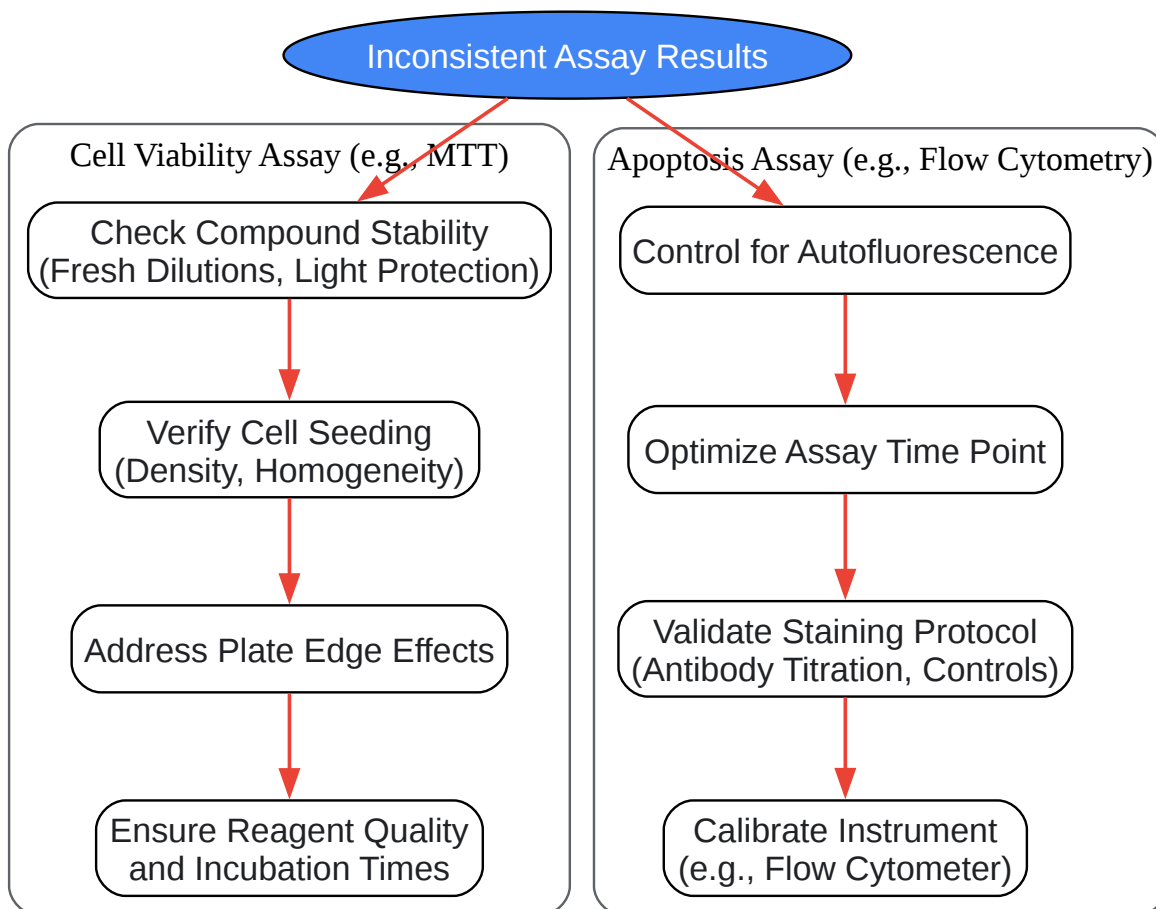 Inconsistent Assay Results
Cell Viability Assay (e.g., MTT)
Check Compound Stability
(Fresh Dilutions, Light Protection)
Verify Cell Seeding
(Density, Homogeneity)
Address Plate Edge Effects
Ensure Reagent Quality
and Incubation Times
Apoptosis Assay (e.g., Flow Cytometry)
Control for Autofluorescence
Optimize Assay Time Point
Validate Staining Protocol
(Antibody Titration, Controls)
Calibrate Instrument
(e.g., Flow Cytometer)